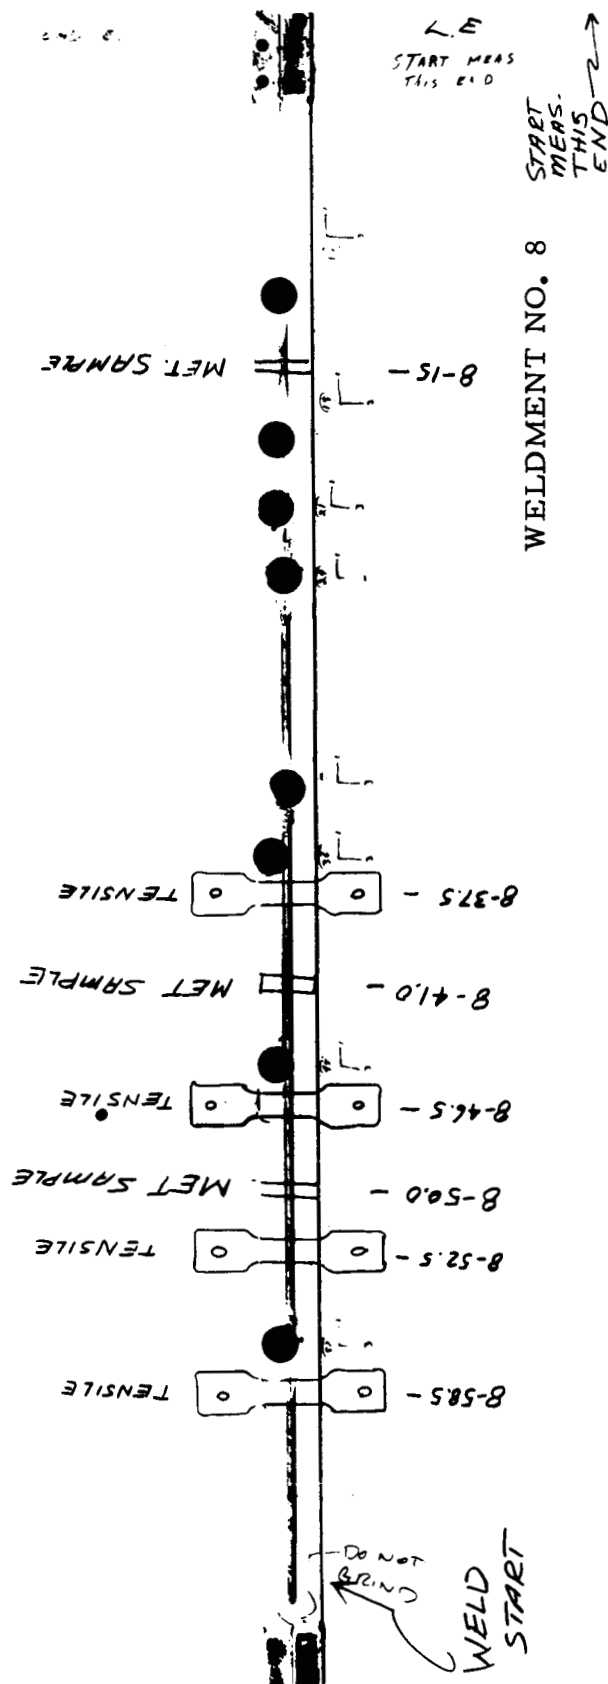 L.E
START MEAS
THIS END
START
MEAS.
THIS
END
WELDMENT NO. 8
MET. SAMPLE
8-15 -
TENSILE
8-37.5 -
MET SAMPLE
8-41.0 -
TENSILE
8-46.5 -
MET SAMPLE
8-50.0 -
TENSILE
8-52.5 -
TENSILE
8-58.5 -
DO NOT
GRIND
WELD
START